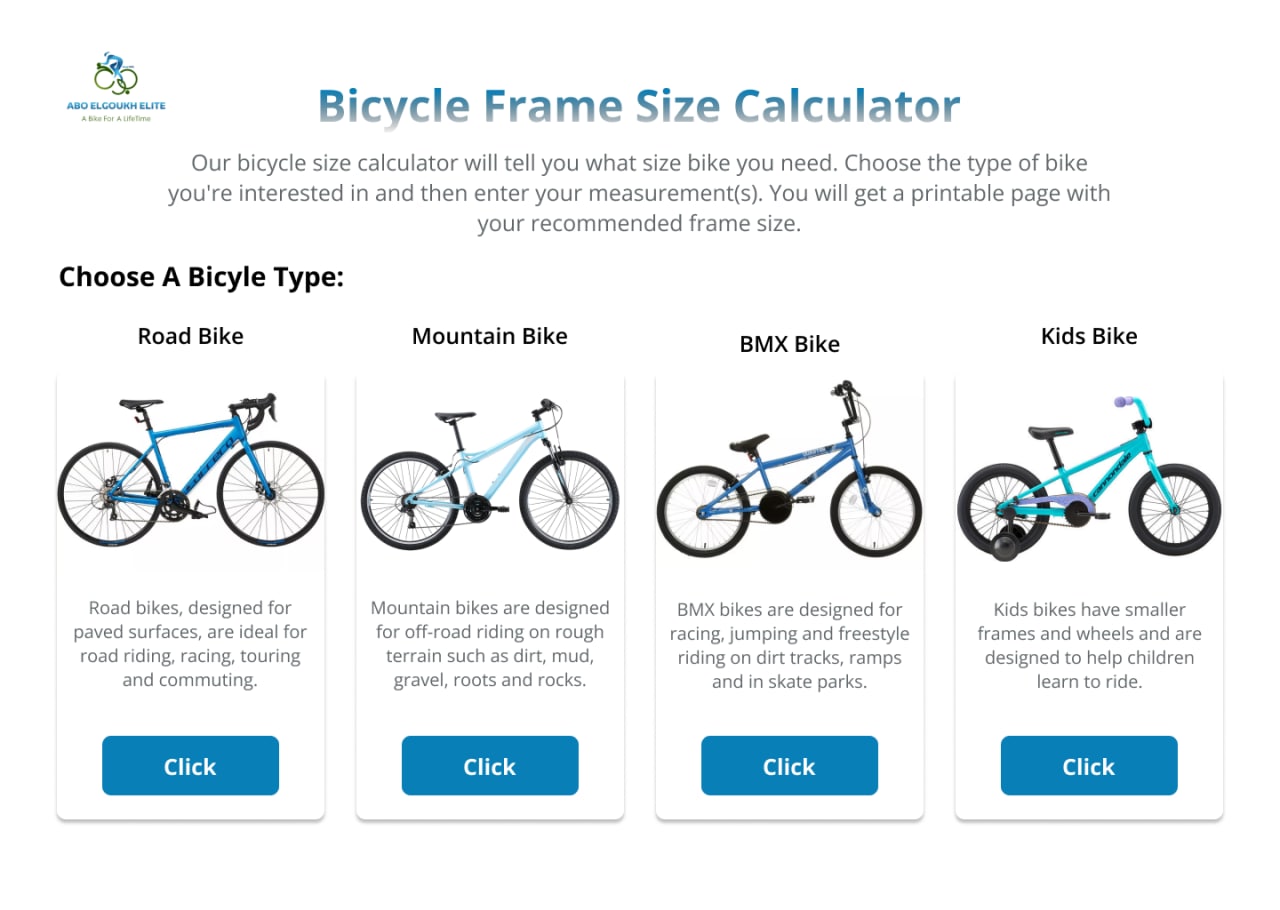 ABO ELGOUKH ELITE
A Bike For A LifeTime
Bicycle Frame Size Calculator
Our bicycle size calculator will tell you what size bike you need. Choose the type of bike
you're interested in and then enter your measurement(s). You will get a printable page with
your recommended frame size.
Choose A Bicyle Type:
Road Bike
carrera
Road bikes, designed for
paved surfaces, are ideal for
road riding, racing, touring
and commuting.
Click
Mountain Bike
Mountain bikes are designed
for off-road riding on rough
terrain such as dirt, mud,
gravel, roots and rocks.
Click
BMX Bike
BMX bikes are designed for
racing, jumping and freestyle
riding on dirt tracks, ramps
and in skate parks.
Click
Kids Bike
cannondale
Kids bikes have smaller
frames and wheels and are
designed to help children
learn to ride.
Click